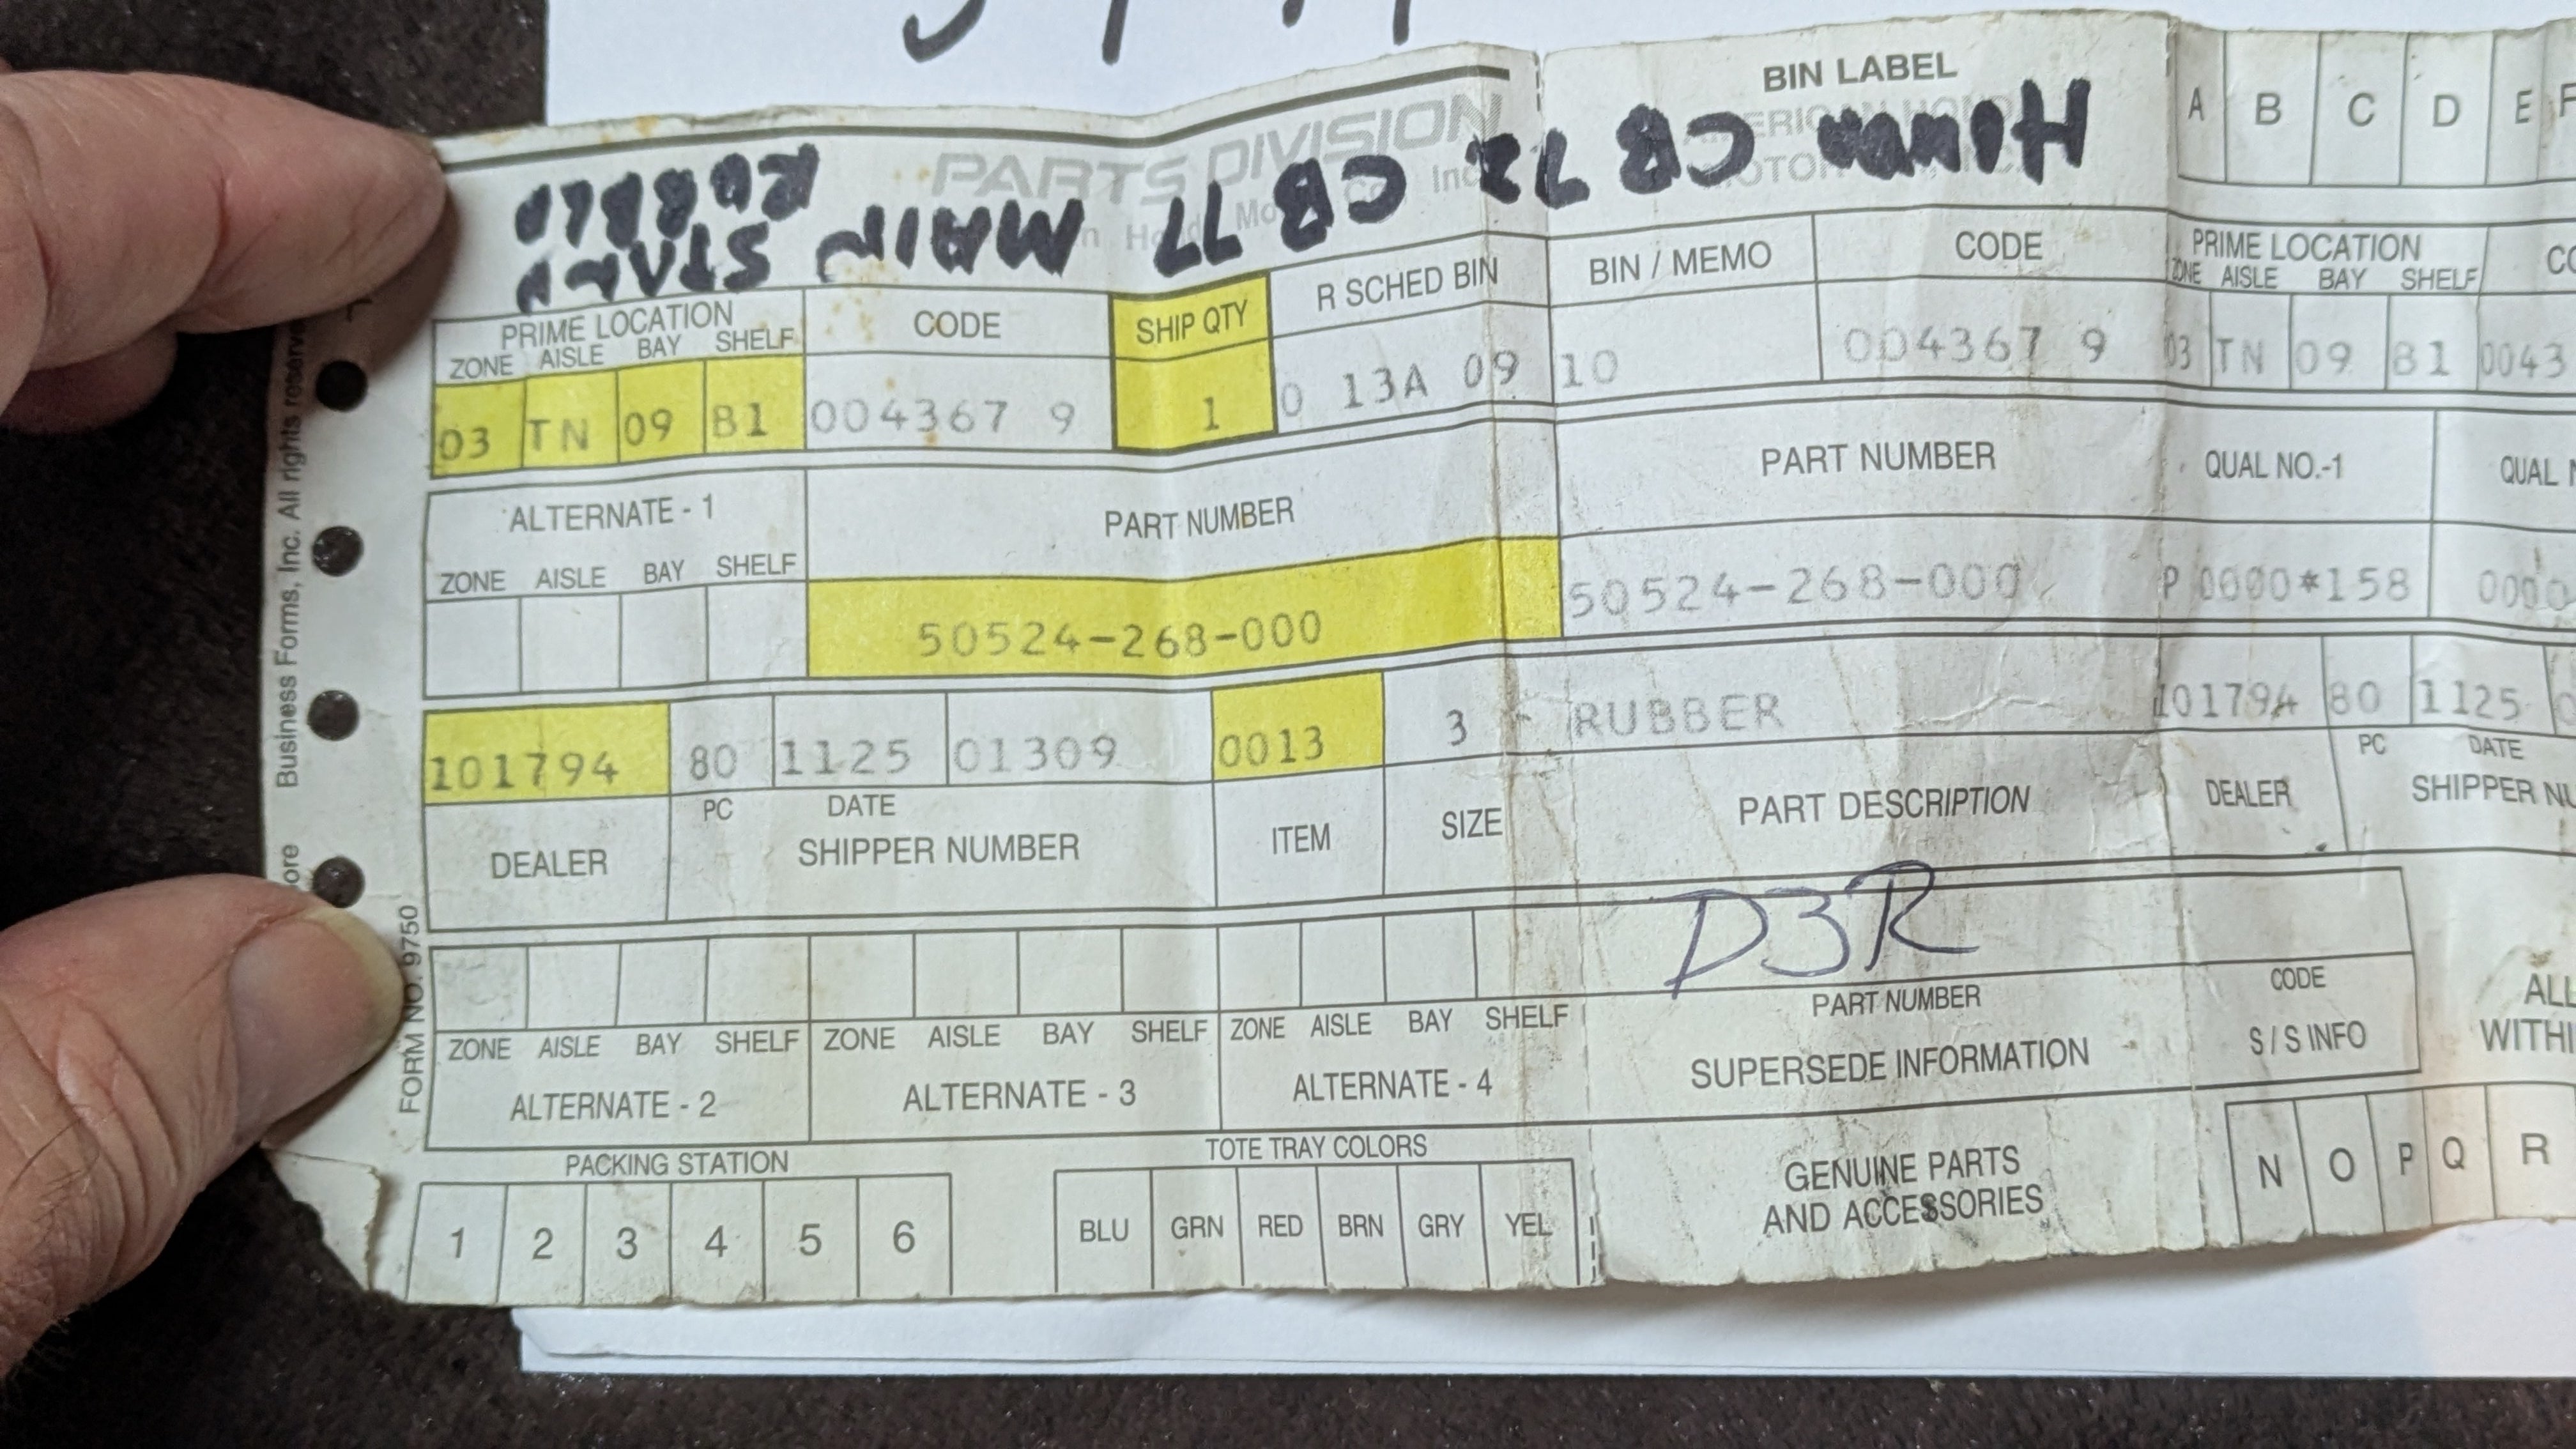 PARTS DIVISION
BIN LABEL
HONDA CB 72 CB 77 MAIN STAND
RUBBER
A B C D E F
PRIME LOCATION
ZONE AISLE BAY SHELF
CODE
SHIP QTY
R SCHED BIN
BIN / MEMO
CODE
PRIME LOCATION
ZONE AISLE BAY SHELF
03 TN 09 B1 004367 9 1 0 13A 09 10 004367 9 03 TN 09 B1 0043
ALTERNATE - 1
PART NUMBER
PART NUMBER
QUAL NO.-1
ZONE AISLE BAY SHELF
50524-268-000
50524-268-000
P 0000*158
101794 80 1125 01309 0013 3 RUBBER 101794 80 1125
DEALER
PC DATE
SHIPPER NUMBER
ITEM
SIZE
PART DESCRIPTION
DEALER
PC DATE
D3R
ZONE AISLE BAY SHELF ZONE AISLE BAY SHELF ZONE AISLE BAY SHELF
ALTERNATE - 2 ALTERNATE - 3 ALTERNATE - 4
PART NUMBER
SUPERSEDE INFORMATION
CODE
S / S INFO
PACKING STATION
1 2 3 4 5 6
TOTE TRAY COLORS
BLU GRN RED BRN GRY YEL
GENUINE PARTS
AND ACCESSORIES
N O P Q R
FORM NO. 9750
Business Forms, Inc. All rights